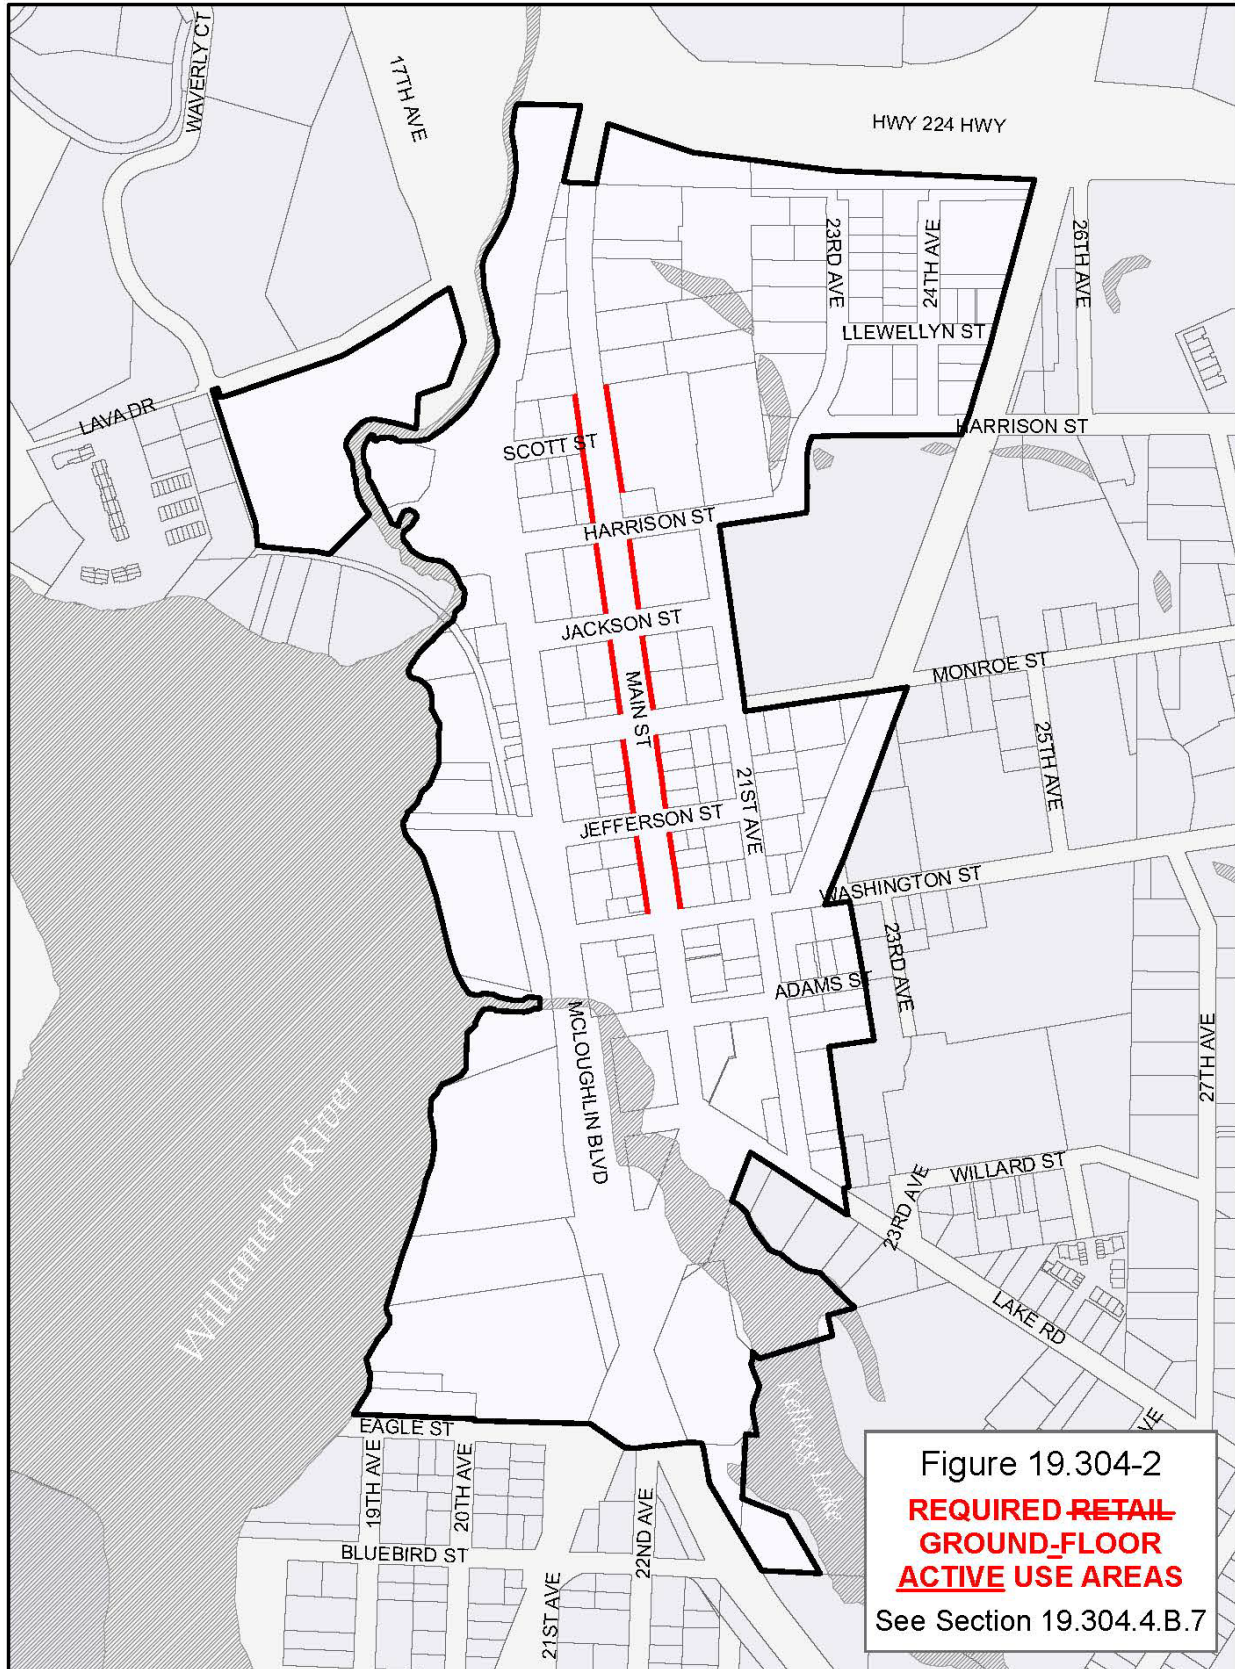 WAVERLY CT
17TH AVE
HWY 224 HWY
23RD AVE
24TH AVE
26TH AVE
LLEWELLYN ST
LAVA DR
HARRISON ST
SCOTT ST
HARRISON ST
JACKSON ST
MONROE ST
MAIN ST
25TH AVE
21ST AVE
JEFFERSON ST
WASHINGTON ST
23RD AVE
ADAMS ST
MCLOUGHLIN BLVD
27TH AVE
Willamette River
WILLARD ST
23RD AVE
LAKE RD
Kellogg Lake
AVE
EAGLE ST
19TH AVE
20TH AVE
22ND AVE
BLUEBIRD ST
21ST AVE
Figure 19.304-2
REQUIRED RETAIL
GROUND-FLOOR
ACTIVE USE AREAS
See Section 19.304.4.B.7